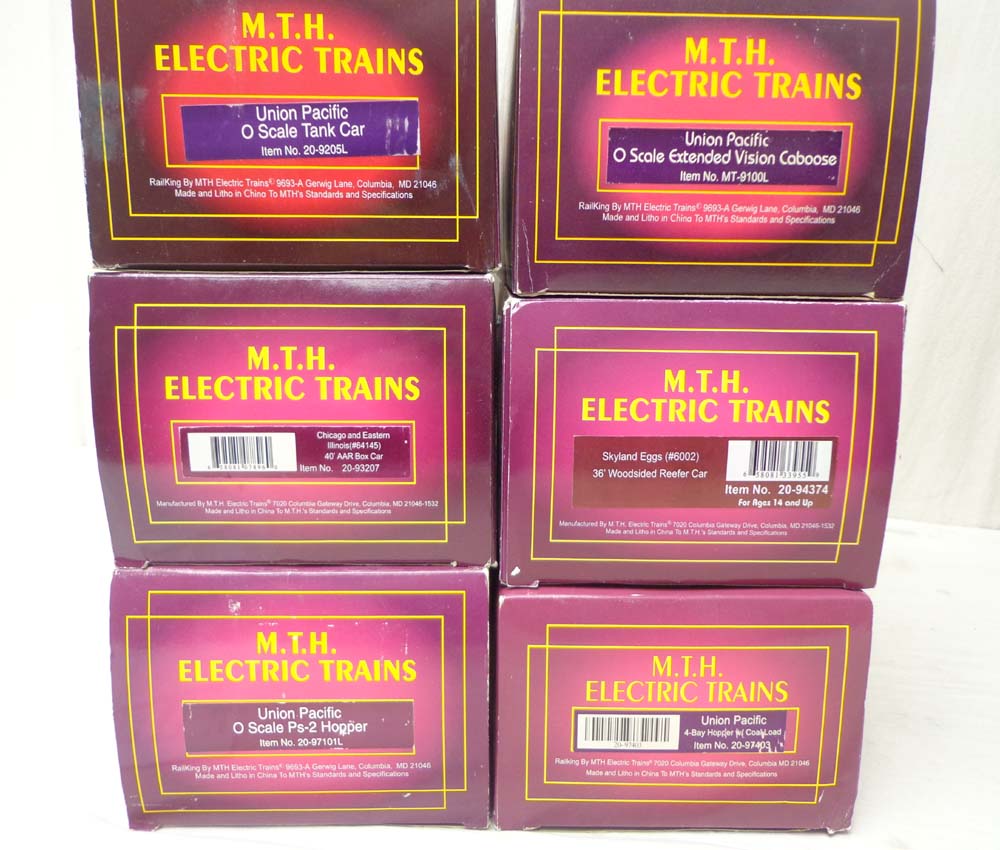 M.T.H.
ELECTRIC TRAINS
Union Pacific
O Scale Tank Car
Item No. 20-9205L
RailKing By MTH Electric Trains® 9693-A Gerwig Lane, Columbia, MD 21046
Made and Litho in China To MTH's Standards and Specifications
M.T.H.
ELECTRIC TRAINS
Union Pacific
O Scale Extended Vision Caboose
Item No. MT-9100L
RailKing By MTH Electric Trains® 9693-A Gerwig Lane, Columbia, MD 21046
Made and Litho in China To MTH's Standards and Specifications
M.T.H.
ELECTRIC TRAINS
Chicago and Eastern
Illinois(#64145)
40' AAR Box Car
Item No. 20-93207
Manufactured By M.T.H. Electric Trains® 7020 Columbia Gateway Drive, Columbia, MD 21046-1532
Made and Litho in China To M.T.H.'s Standards and Specifications
M.T.H.
ELECTRIC TRAINS
Skyland Eggs (#6002)
36' Woodsided Reefer Car
6 58081 33955 8
Item No. 20-94374
For Ages 14 and Up
Manufactured By M.T.H. Electric Trains® 7020 Columbia Gateway Drive, Columbia, MD 21046-1532
Made and Litho in China To M.T.H.'s Standards and Specifications
M.T.H.
ELECTRIC TRAINS
Union Pacific
O Scale Ps-2 Hopper
Item No. 20-97101L
RailKing By MTH Electric Trains® 9693-A Gerwig Lane, Columbia, MD 21046
Made and Litho in China To MTH's Standards and Specifications
M.T.H.
ELECTRIC TRAINS
Union Pacific
4-Bay Hopper w/ Coal Load
20-97403
Item No. 20-97403
RailKing By MTH Electric Trains® 7020 Columbia Gateway Drive, Columbia MD 21046
Made and Litho in China To MTH's Standards and Specifications